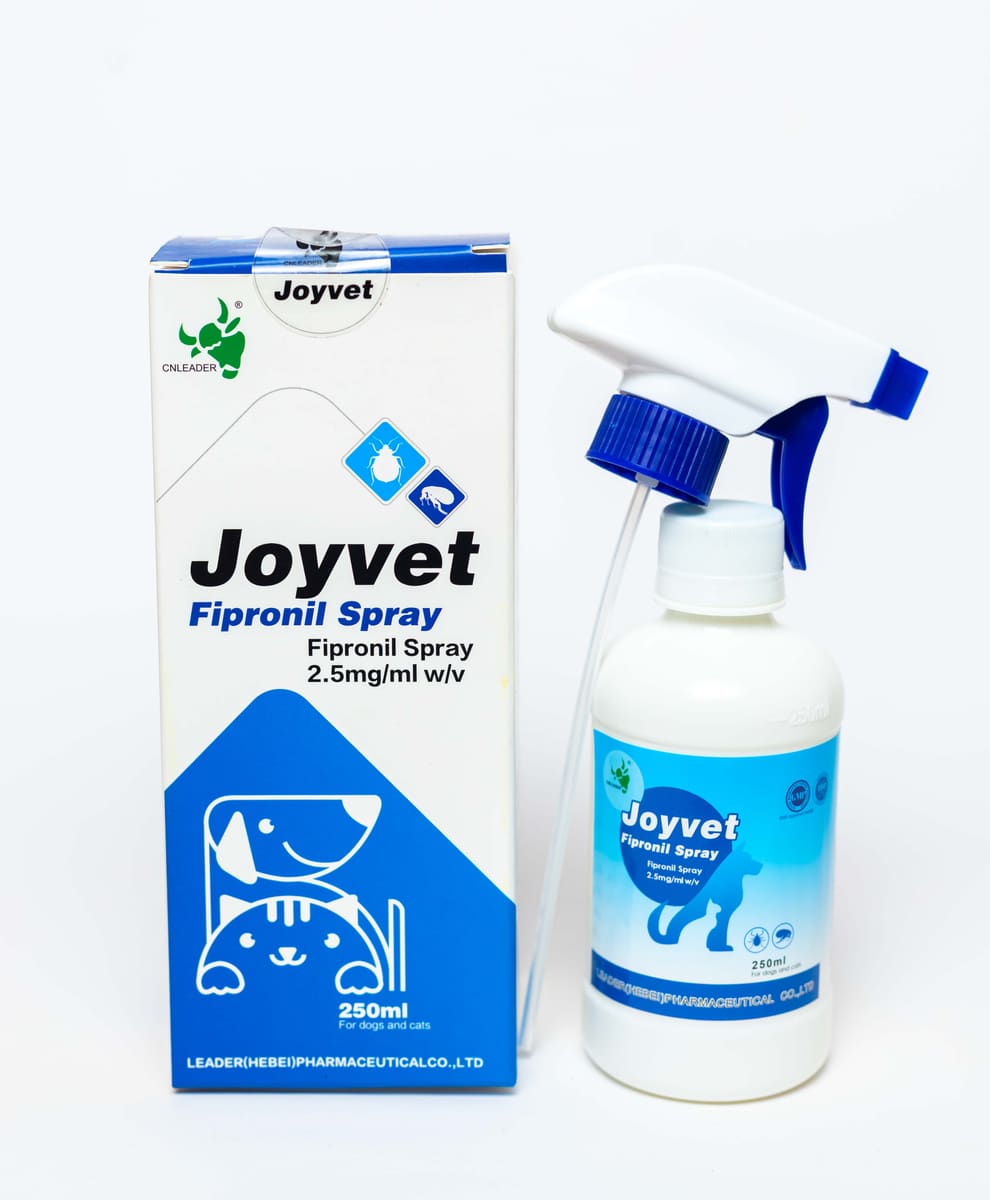 Joyvet
®
CNLEADER
Joyvet
Fipronil Spray
Fipronil Spray
2.5mg/ml w/v
250ml
For dogs and cats
LEADER(HEBEI)PHARMACEUTICALCO.,LTD
250ml
CNLEADER
GMP
Joyvet
Fipronil Spray
Fipronil Spray
2.5mg/ml w/v
250ml
For dogs and cats
LEADER(HEBEI)PHARMACEUTICAL CO.,LTD